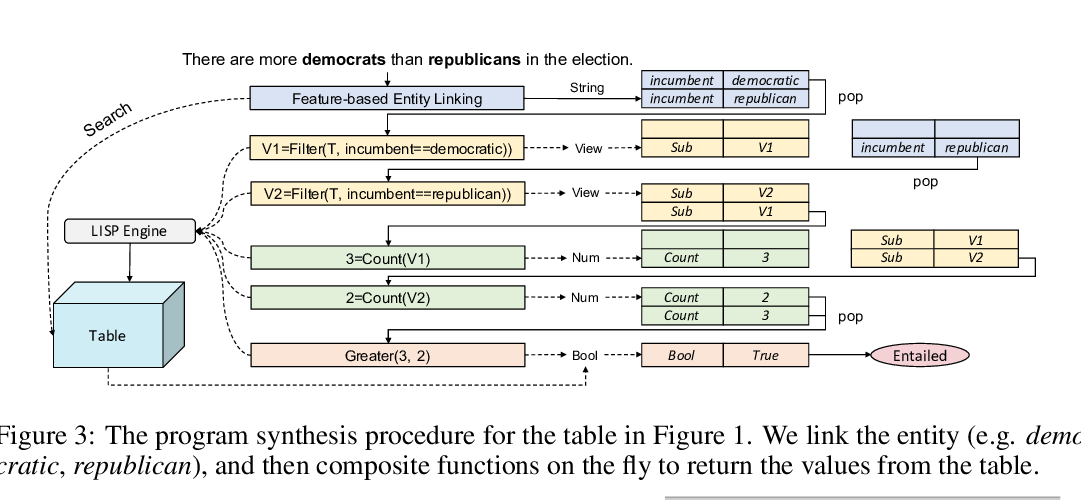 There are more democrats than republicans in the election.
Feature-based Entity Linking
String
incumbent democratic
incumbent republican
pop
Search
V1=Filter(T, incumbent==democratic))
View
Sub V1
incumbent republican
pop
V2=Filter(T, incumbent==republican))
View
Sub V2
Sub V1
LISP Engine
3=Count(V1)
Num
Count 3
Sub V1
Sub V2
2=Count(V2)
Num
Count 2
Count 3
pop
Table
Greater(3, 2)
Bool
Bool True
Entailed
Figure 3: The program synthesis procedure for the table in Figure 1. We link the entity (e.g. demo
cratic, republican), and then composite functions on the fly to return the values from the table.